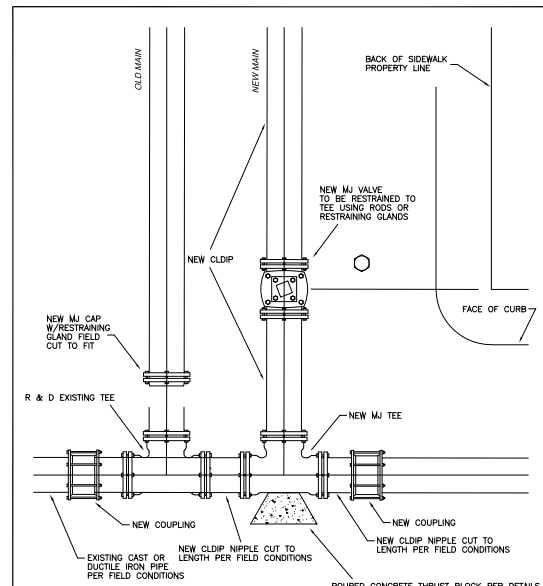 OLD MAIN
NEW MAIN
BACK OF SIDEWALK
PROPERTY LINE
NEW MJ VALVE
TO BE RESTRAINED TO
TEE USING RODS OR
RESTRAINING GLANDS
NEW CLDIP
FACE OF CURB
NEW MJ CAP
W/RESTRAINING
GLAND FIELD
CUT TO FIT
R & D EXISTING TEE
NEW MJ TEE
NEW COUPLING
NEW COUPLING
NEW CLDIP NIPPLE CUT TO
LENGTH PER FIELD CONDITIONS
NEW CLDIP NIPPLE CUT TO
LENGTH PER FIELD CONDITIONS
EXISTING CAST OR
DUCTILE IRON PIPE
PER FIELD CONDITIONS
POURED CONCRETE THRUST BLOCK PER DETAILS